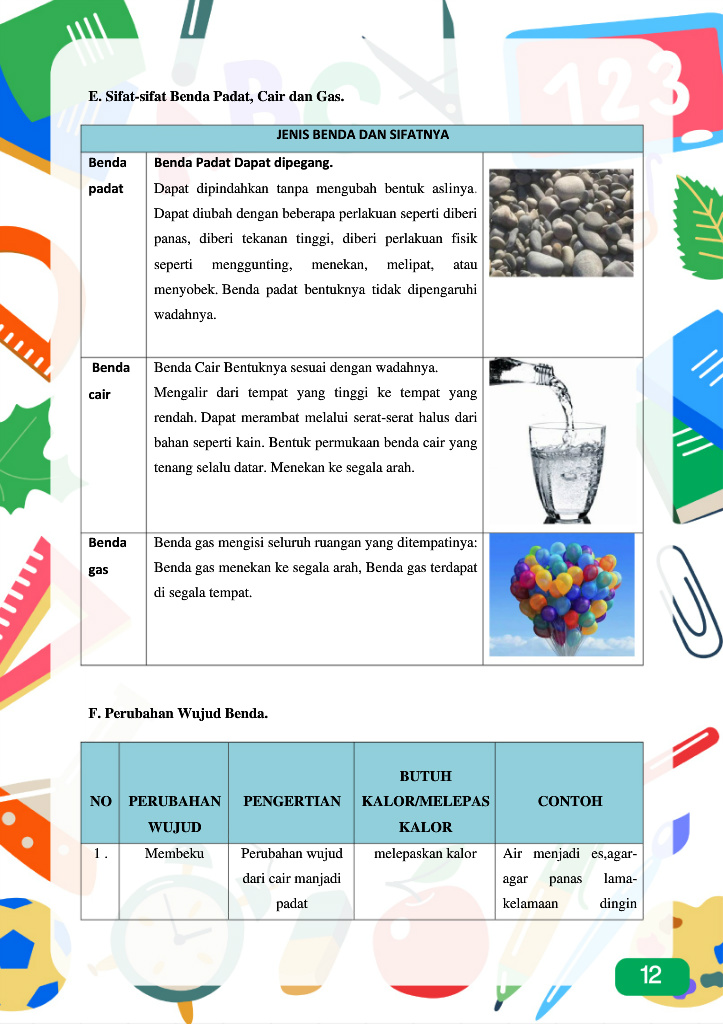 E. Sifat-sifat Benda Padat, Cair dan Gas.
JENIS BENDA DAN SIFATNYA
Benda padat
Benda Padat Dapat dipegang.
Dapat dipindahkan tanpa mengubah bentuk aslinya.
Dapat diubah dengan beberapa perlakuan seperti diberi
panas, diberi tekanan tinggi, diberi perlakuan fisik
seperti menggunting, menekan, melipat, atau
menyobek. Benda padat bentuknya tidak dipengaruhi
wadahnya.
Benda cair
Benda Cair Bentuknya sesuai dengan wadahnya.
Mengalir dari tempat yang tinggi ke tempat yang
rendah. Dapat merambat melalui serat-serat halus dari
bahan seperti kain. Bentuk permukaan benda cair yang
tenang selalu datar. Menekan ke segala arah.
Benda gas
Benda gas mengisi seluruh ruangan yang ditempatinya:
Benda gas menekan ke segala arah, Benda gas terdapat
di segala tempat.
F. Perubahan Wujud Benda.
NO
PERUBAHAN
WUJUD
PENGERTIAN
BUTUH
KALOR/MELEPAS
KALOR
CONTOH
1 .
Membeku
Perubahan wujud
dari cair manjadi
padat
melepaskan kalor
Air menjadi es,agar-
agar panas lama-
kelamaan dingin
12
123